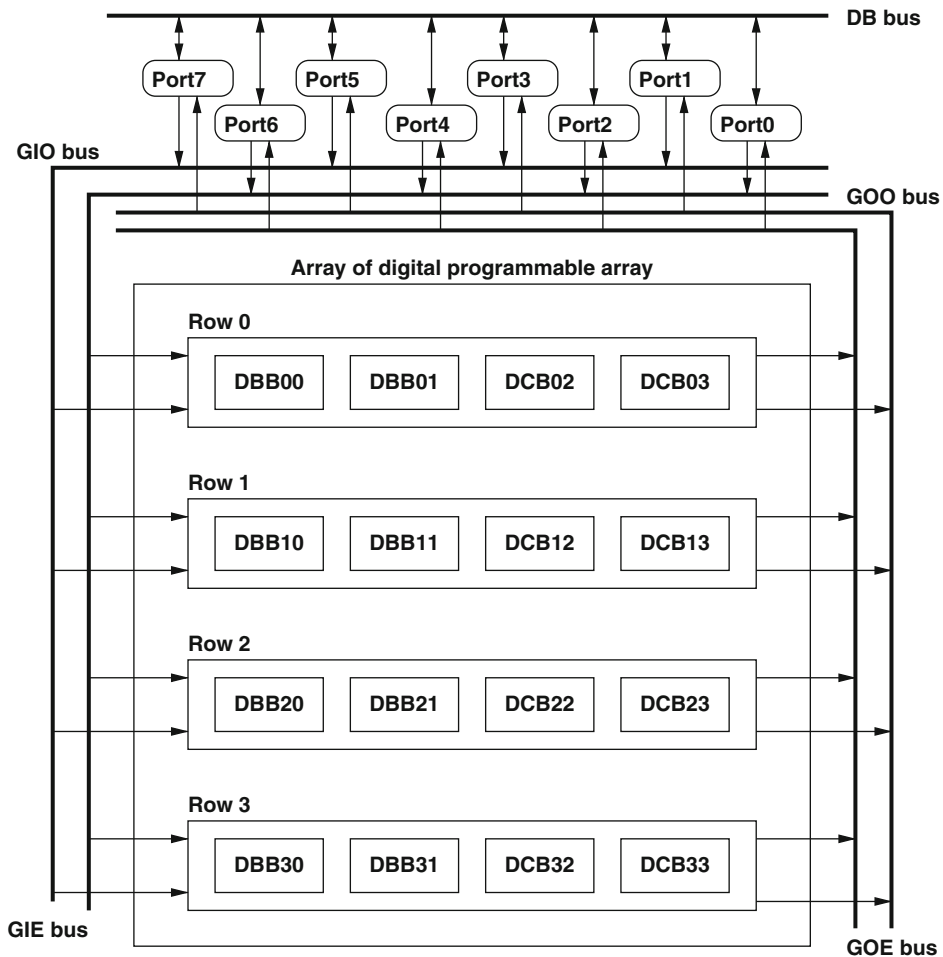 DB bus
Port7
Port5
Port3
Port1
Port6
Port4
Port2
Port0
GIO bus
GOO bus
Array of digital programmable array
Row 0
DBB00
DBB01
DCB02
DCB03
Row 1
DBB10
DBB11
DCB12
DCB13
Row 2
DBB20
DBB21
DCB22
DCB23
Row 3
DBB30
DBB31
DCB32
DCB33
GIE bus
GOE bus